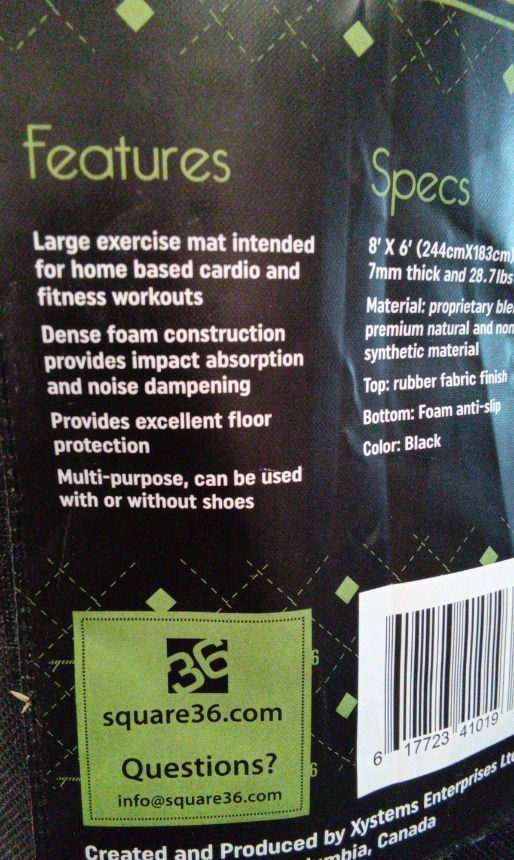 Features
Large exercise mat intended
for home based cardio and
fitness workouts
Dense foam construction
provides impact absorption
and noise dampening
Provides excellent floor
protection
Multi-purpose, can be used
with or without shoes
Specs
8' X 6' (244cmX183cm)
7mm thick and 28.7lbs
Material: proprietary
premium natural and
synthetic material
Top: rubber fabric finish
Bottom: Foam anti-slip
Color: Black
36
square36.com
Questions?
info@square36.com
6 17723 41019
Created and Produced by Xystems Enterprises
Canada